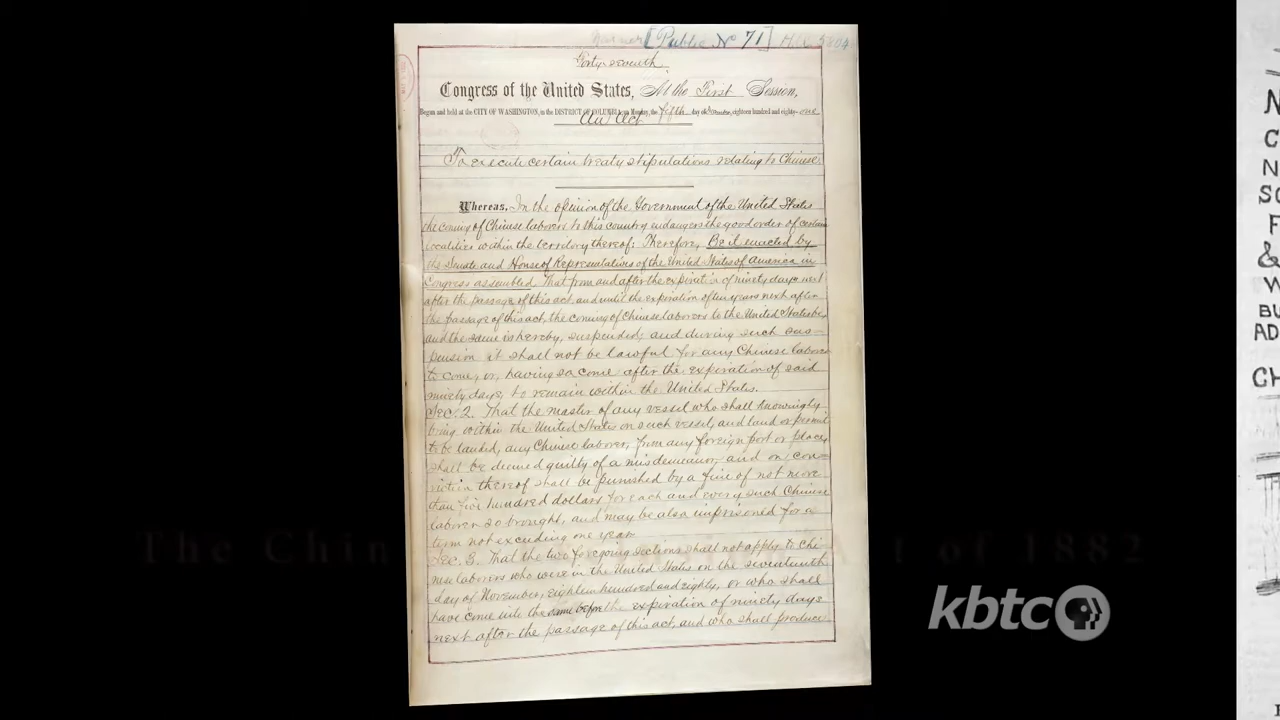 [Public No 71]
Forty-seventh
Congress of the United States, At the First Session,
Begun and held at the CITY OF WASHINGTON, in the DISTRICT OF COLUMBIA, on Monday, the fifth day of December, eighteen hundred and eighty-one
An Act
To execute certain treaty stipulations relating to Chinese
Whereas, In the opinion of the Government of the United States
the coming of Chinese laborers to this country endangers the good order of certain
localities within the territory thereof: Therefore, Be it enacted by
the Senate and House of Representatives of the United States of America in
Congress assembled, That from and after the expiration of ninety days next
after the passage of this act, and until the expiration of ten years next after
the passage of this act, the coming of Chinese laborers to the United States be,
and the same is hereby, suspended; and during such sus-
pension it shall not be lawful for any Chinese laborer
to come, or, having so come after the expiration of said
ninety days, to remain within the United States.
Sec. 2. That the master of any vessel who shall knowingly
bring within the United States on such vessel, and land or permit
to be landed, any Chinese laborer, from any foreign port or place,
shall be deemed guilty of a misdemeanor, and on con-
viction thereof shall be punished by a fine of not more
than five hundred dollars for each and every such Chinese
laborer so brought, and may be also imprisoned for a
term not exceeding one year.
Sec. 3. That the two foregoing sections shall not apply to Chi-
nese laborers who were in the United States on the seventeenth
day of November, eighteen hundred and eighty, or who shall
have come into the same before the expiration of ninety days
next after the passage of this act, and who shall produce
The Chin
t of 1882
kbtc PBS
N
C
N
SO
F
&
W
BU
AD
CH